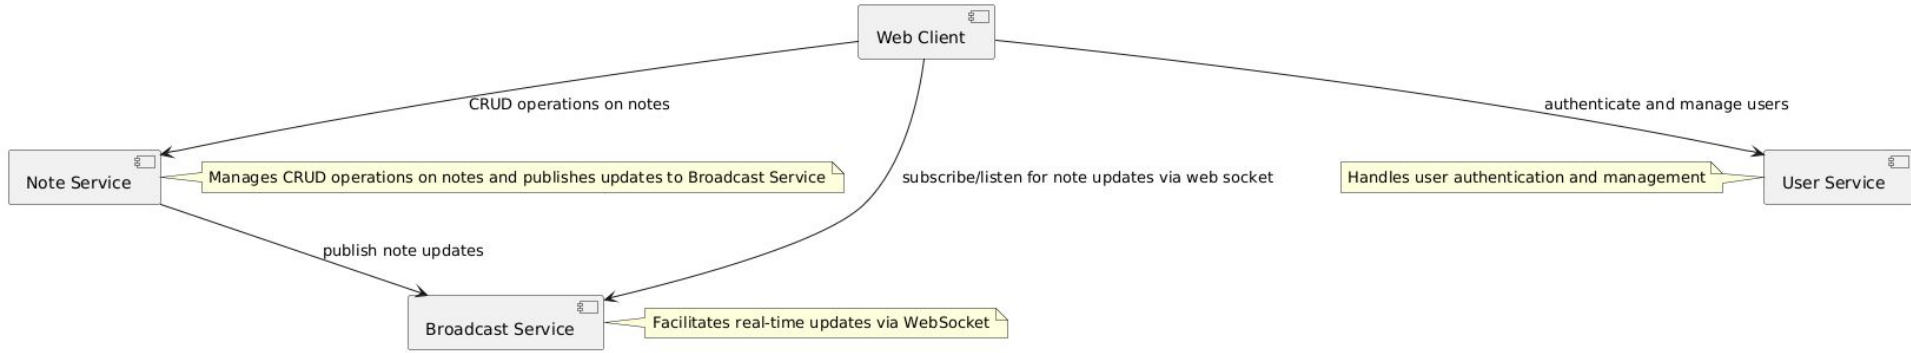 Web Client
CRUD operations on notes
authenticate and manage users
Note Service
Manages CRUD operations on notes and publishes updates to Broadcast Service
subscribe/listen for note updates via web socket
Handles user authentication and management
User Service
publish note updates
Broadcast Service
Facilitates real-time updates via WebSocket